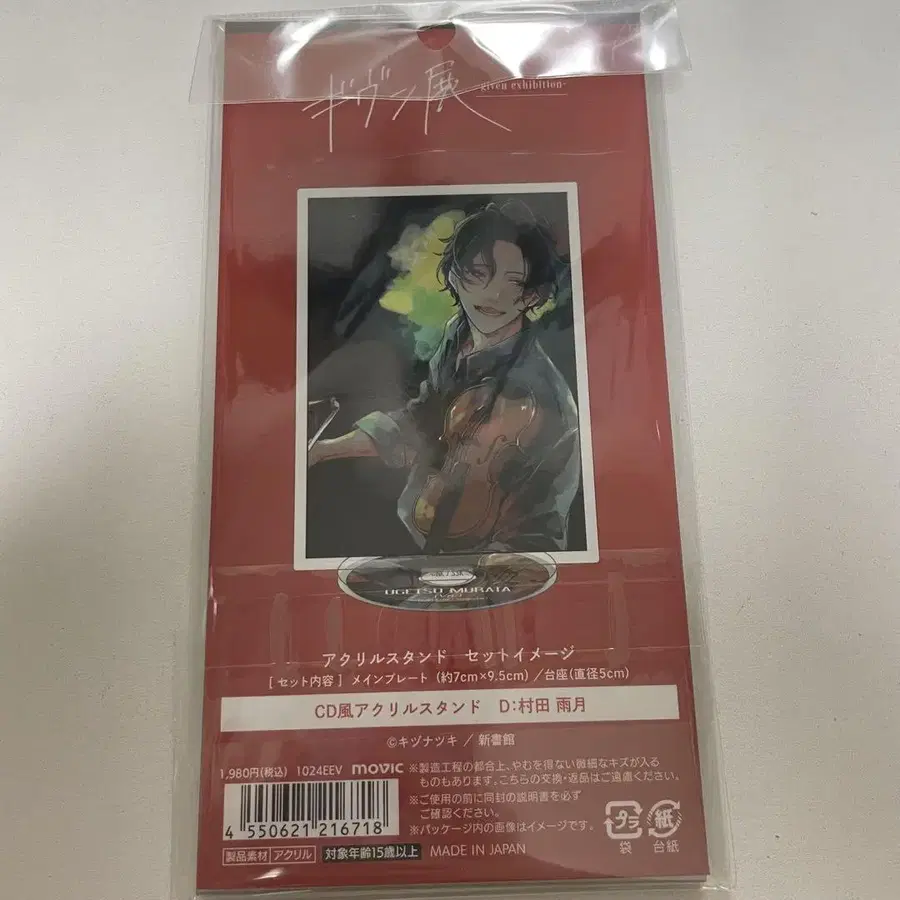 ギヴン展
-given exhibition-
UGETSU MURATA
アクリルスタンド　セットイメージ
[ セット内容 ] メインプレート (約7cm×9.5cm) ／台座(直径5cm)
CD風アクリルスタンド　D:村田 雨月
©キヅナツキ / 新書館
1,980円(税込) 1024EEV movic
※製造工程の都合上、やむを得ない微細なキズが入る
ものもあります。こちらの交換・返品はご遠慮ください。
※ご使用の前に同封の説明書を必ず
ご確認ください。
※パッケージ内の画像はイメージです。
4 550621 216718
プラ 紙
袋 台紙
製品素材 アクリル 対象年齢15歳以上 MADE IN JAPAN